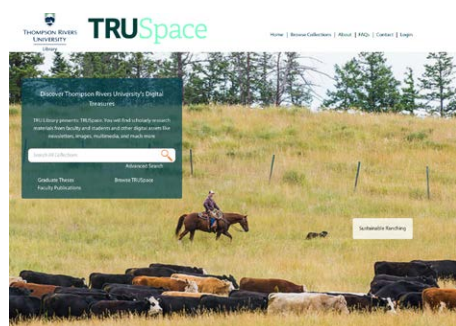 THOMPSON RIVERS
UNIVERSITY
Library
TRUSpace
Home | Browse Collections | About | FAQs | Contact | Login
Discover Thompson Rivers University's Digital
Treasures
TRU Library presents: TRUSpace. You will find scholarly research
materials from faculty and students and other digital assets like
newsletters, images, multimedia, and much more.
Search All Collections
Advanced Search
Graduate Theses
Browse TRUSpace
Faculty Publications
Sustainable Ranching